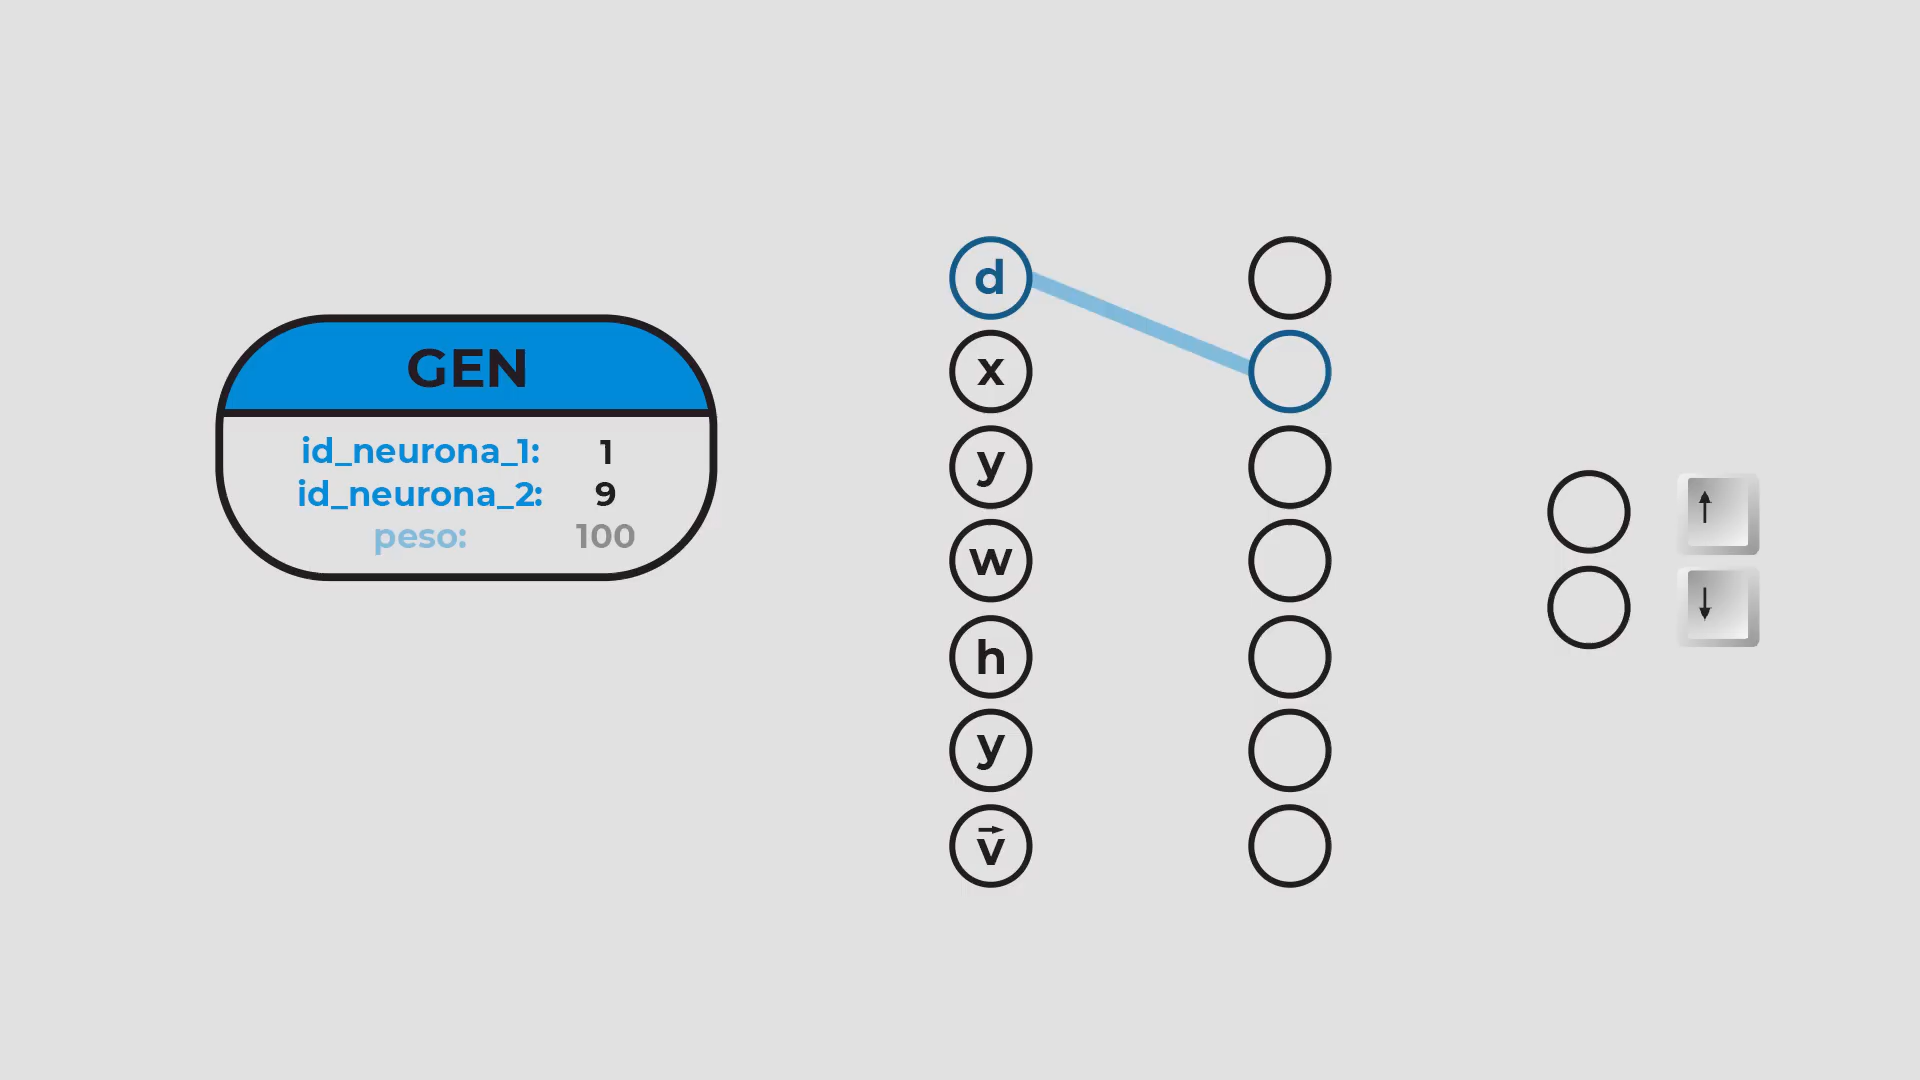 GEN
id_neurona_1: 1
id_neurona_2: 9
peso: 100
d
x
y
w
h
y
v⃗
↑
↓